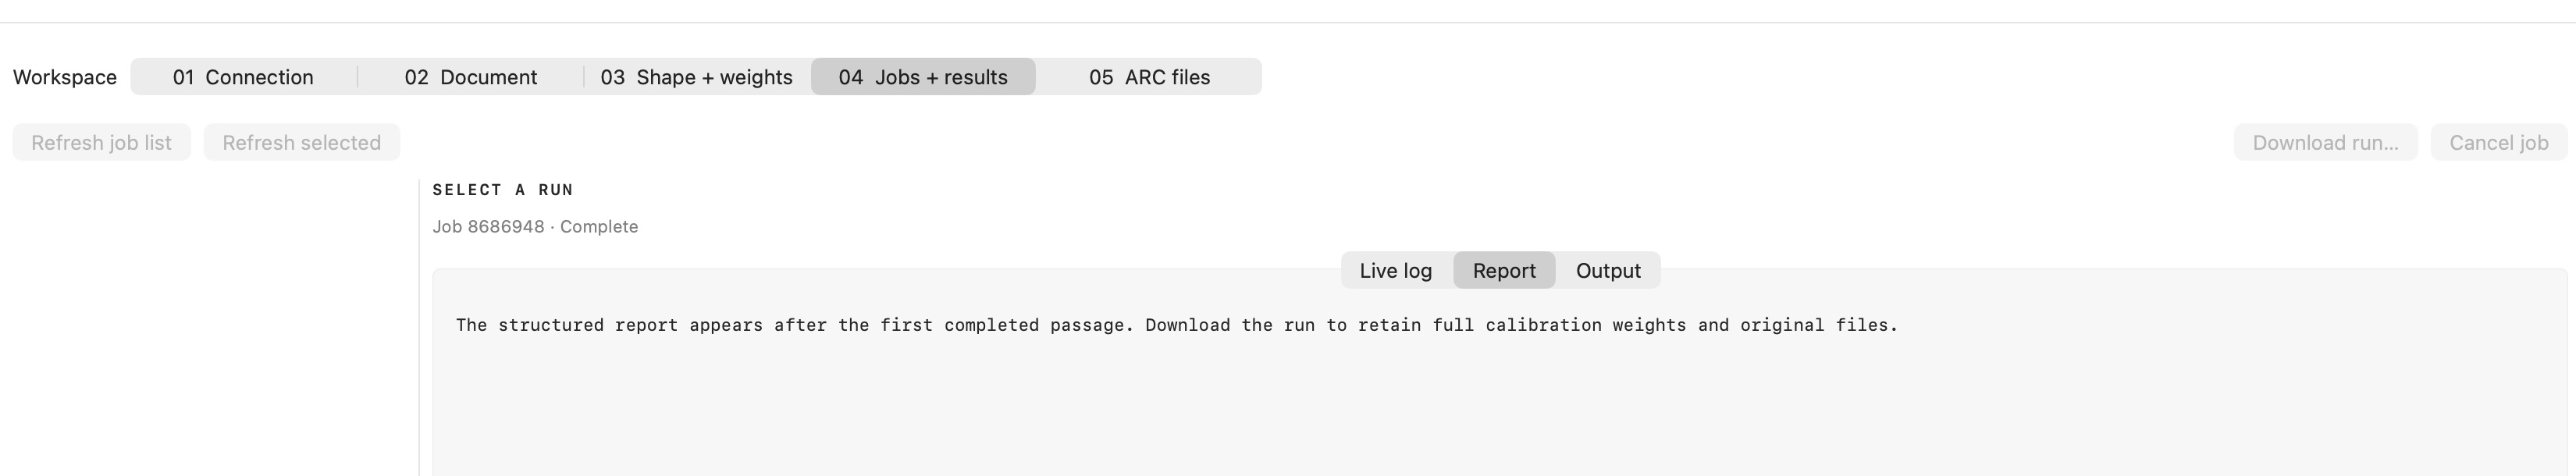 Workspace 01 Connection 02 Document 03 Shape + weights 04 Jobs + results 05 ARC files
Refresh job list Refresh selected Download run... Cancel job
SELECT A RUN
Job 8686948 · Complete
Live log Report Output
The structured report appears after the first completed passage. Download the run to retain full calibration weights and original files.